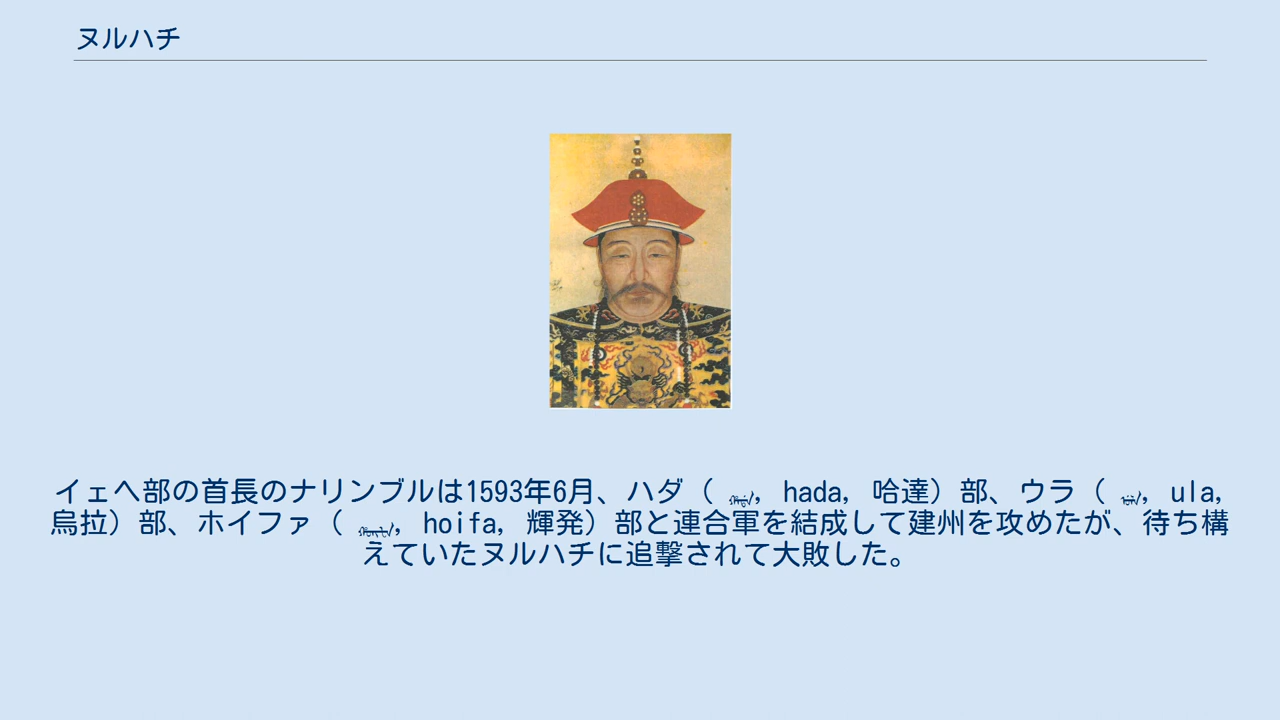 ヌルハチ
イェヘ部の首長のナリンブルは1593年6月、ハダ（ , hada, 哈達）部、ウラ（ , ula,
烏拉）部、ホイファ（ , hoifa, 輝発）部と連合軍を結成して建州を攻めたが、待ち構
えていたヌルハチに追撃されて大敗した。